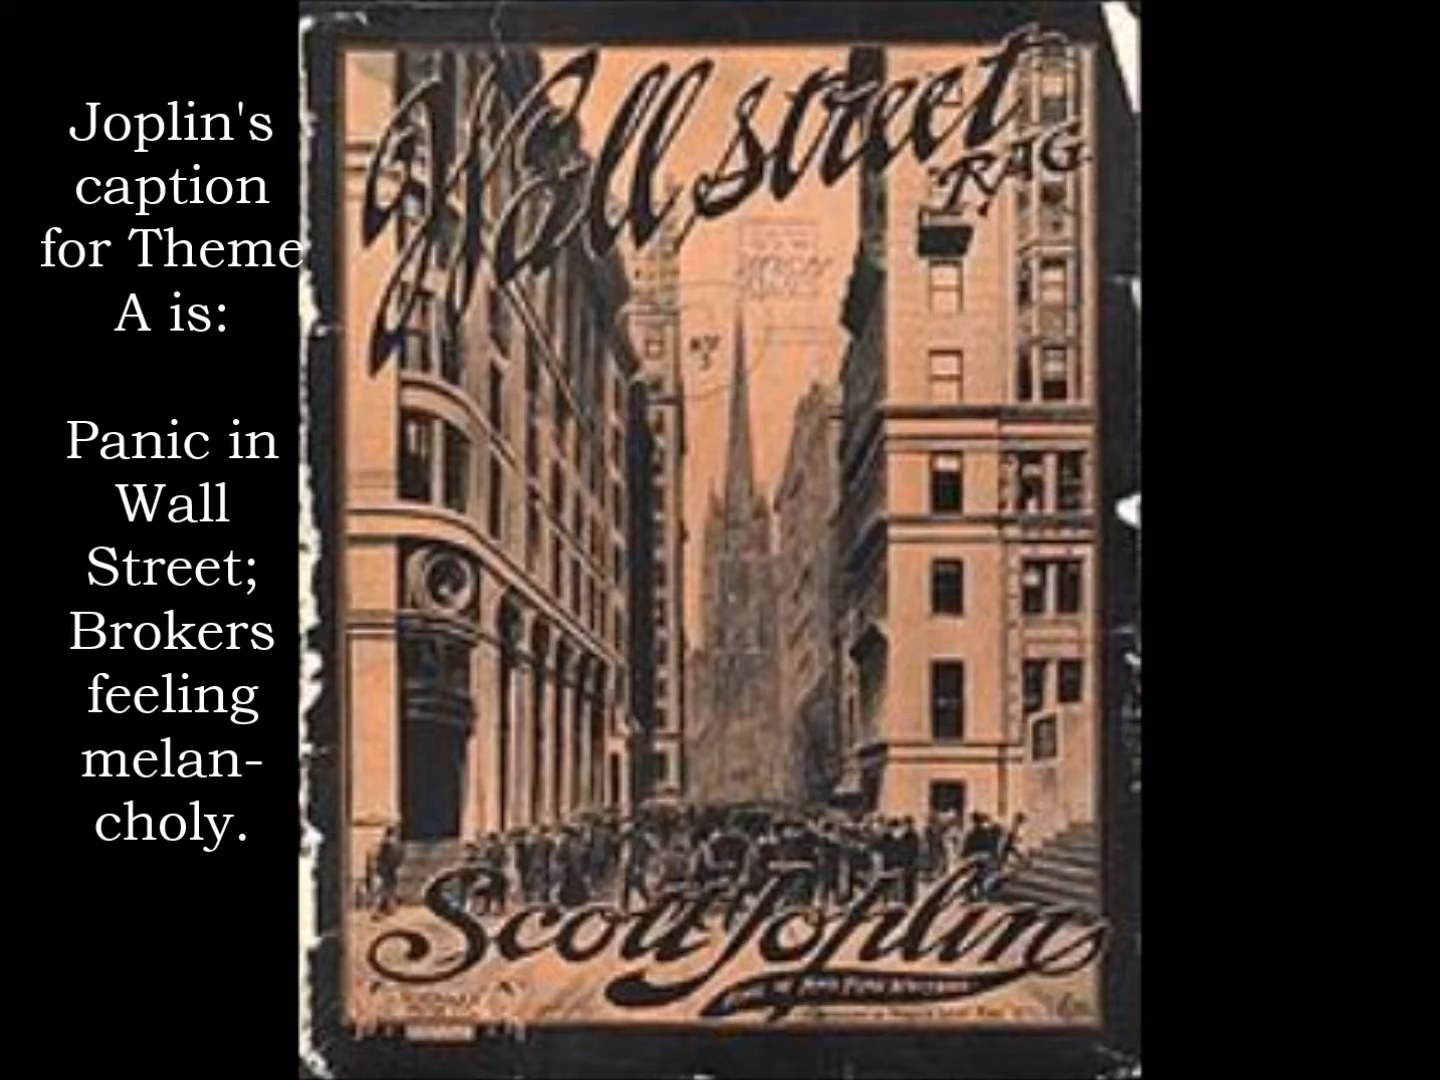 Joplin's
caption
for Theme
A is:
Panic in
Wall
Street;
Brokers
feeling
melan-
choly.
Wall Street
RAG
Scott Joplin